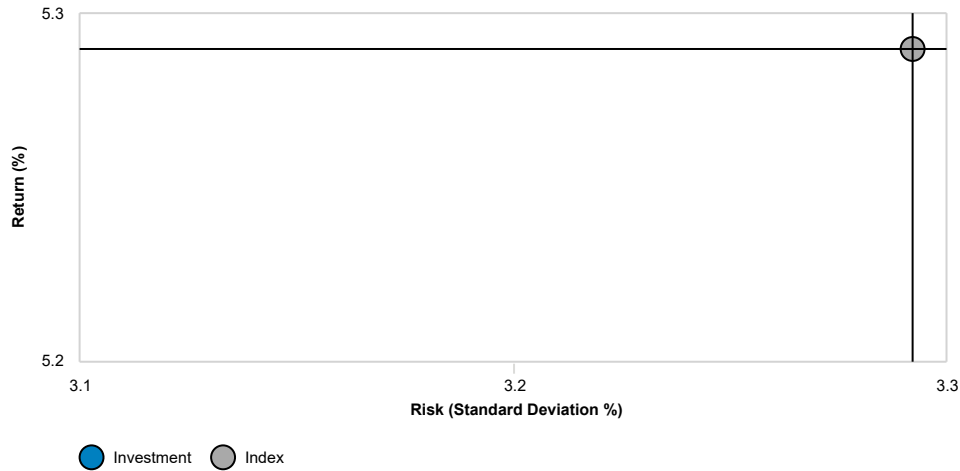 5.3
Return (%)
5.2
3.1 3.2 3.3
Risk (Standard Deviation %)
Investment Index